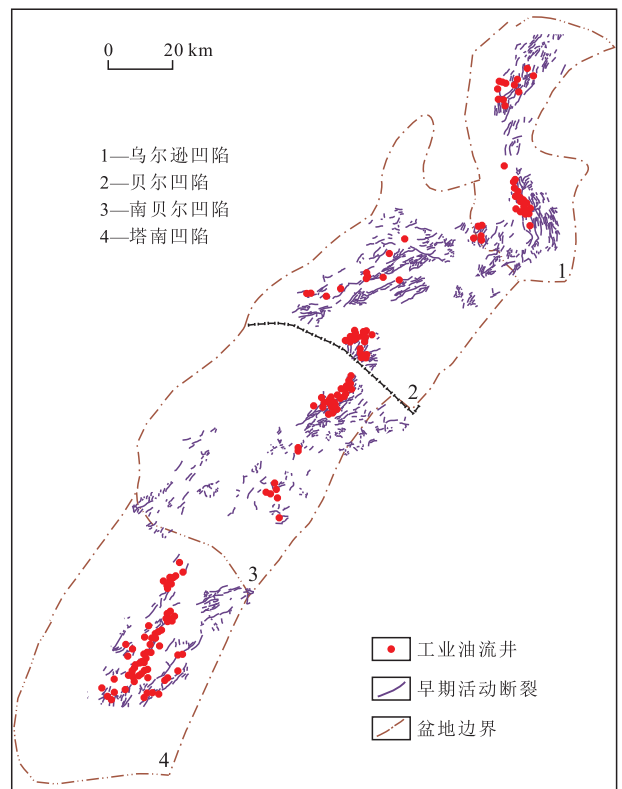 0 20 km
1—乌尔逊凹陷
2—贝尔凹陷
3—南贝尔凹陷
4—塔南凹陷
1
2
3
4
工业油流井
早期活动断裂
盆地边界